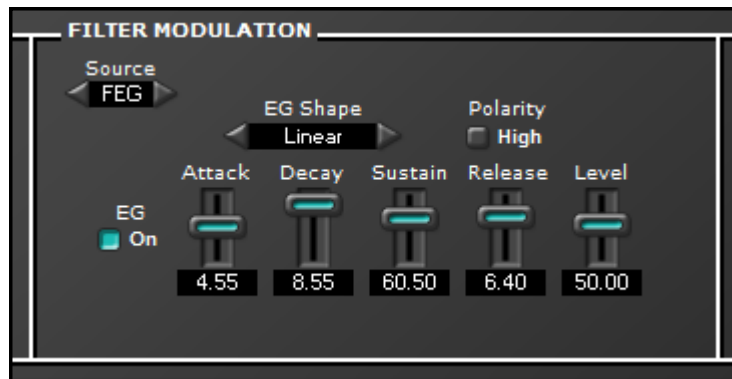 FILTER MODULATION
Source
FEG
EG Shape Polarity
Linear High
Attack Decay Sustain Release Level
EG
On
4.55 8.55 60.50 6.40 50.00